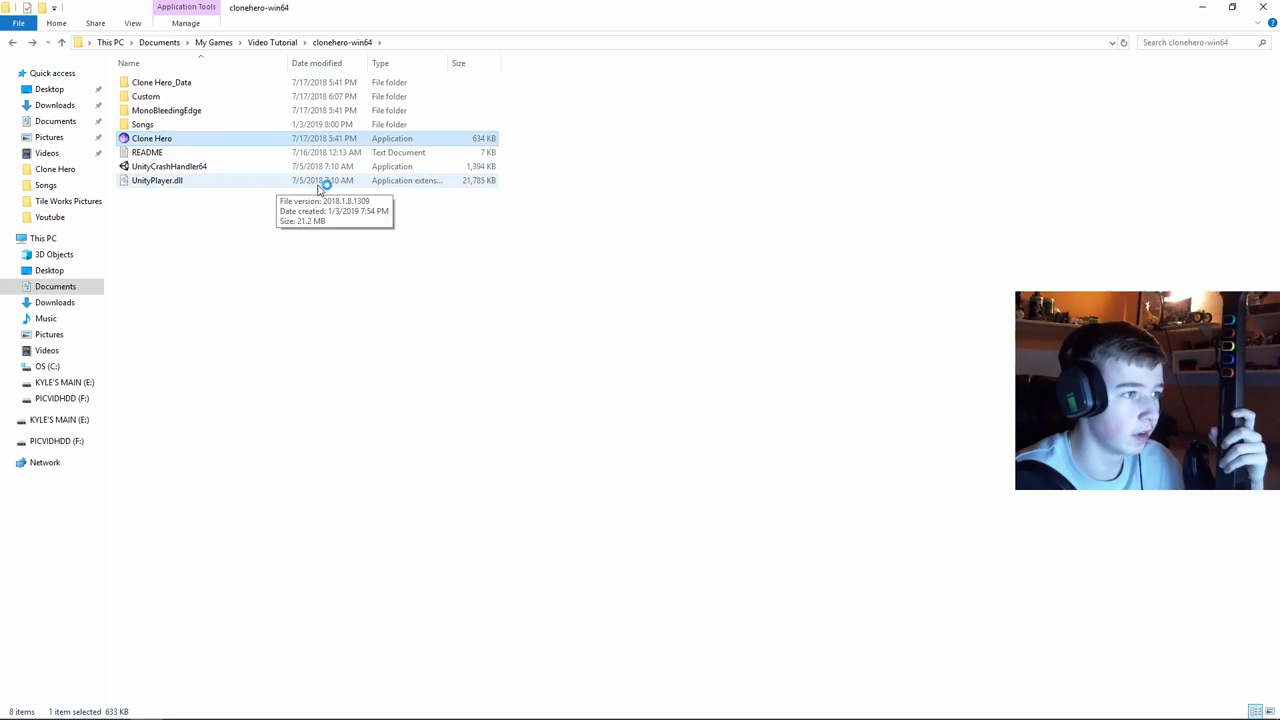 Application Tools
clonehero-win64
File
Home
Share
View
Manage
This PC
Documents
My Games
Video Tutorial
clonehero-win64
Search clonehero-win64
Name
Date modified
Type
Size
Quick access
Desktop
Downloads
Documents
Pictures
Videos
Clone Hero
Songs
Tile Works Pictures
Youtube
This PC
3D Objects
Desktop
Documents
Downloads
Music
Pictures
Videos
OS (C:)
KYLE'S MAIN (E:)
PICVIDHDD (F:)
KYLE'S MAIN (E:)
PICVIDHDD (F:)
Network
Clone Hero_Data 7/17/2018 5:41 PM File folder
Custom 7/17/2018 6:07 PM File folder
MonoBleedingEdge 7/17/2018 5:41 PM File folder
Songs 1/3/2019 8:00 PM File folder
Clone Hero 7/17/2018 5:41 PM Application 634 KB
README 7/16/2018 12:13 AM Text Document 7 KB
UnityCrashHandler64 7/5/2018 7:10 AM Application 1,394 KB
UnityPlayer.dll 7/5/2018 7:10 AM Application extens... 21,785 KB
File version: 2018.1.8.1309
Date created: 1/3/2019 7:54 PM
Size: 21.2 MB
8 items
1 item selected 633 KB